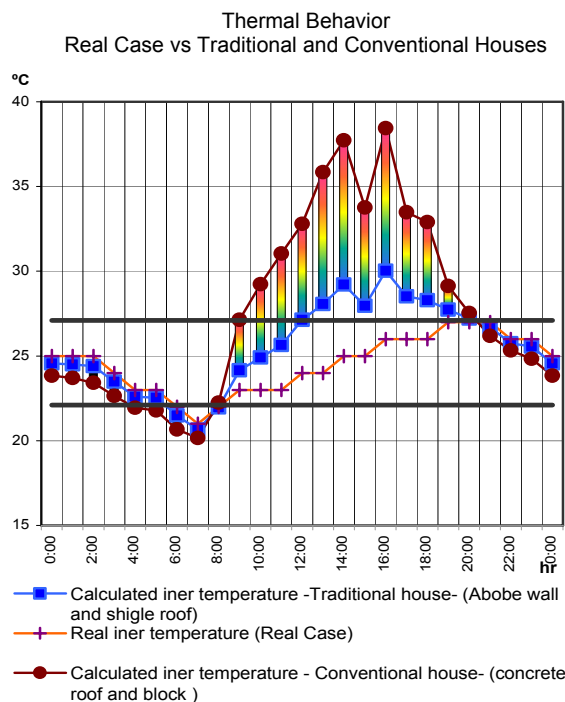 Thermal Behavior
Real Case vs Traditional and Conventional Houses
ºC
40
35
30
25
20
15
0:00
2:00
4:00
6:00
8:00
10:00
12:00
14:00
16:00
18:00
20:00
22:00
hr
Calculated iner temperature -Traditional house- (Abobe wall
and shigle roof)
Real iner temperature (Real Case)
Calculated iner temperature - Conventional house- (concrete
roof and block )